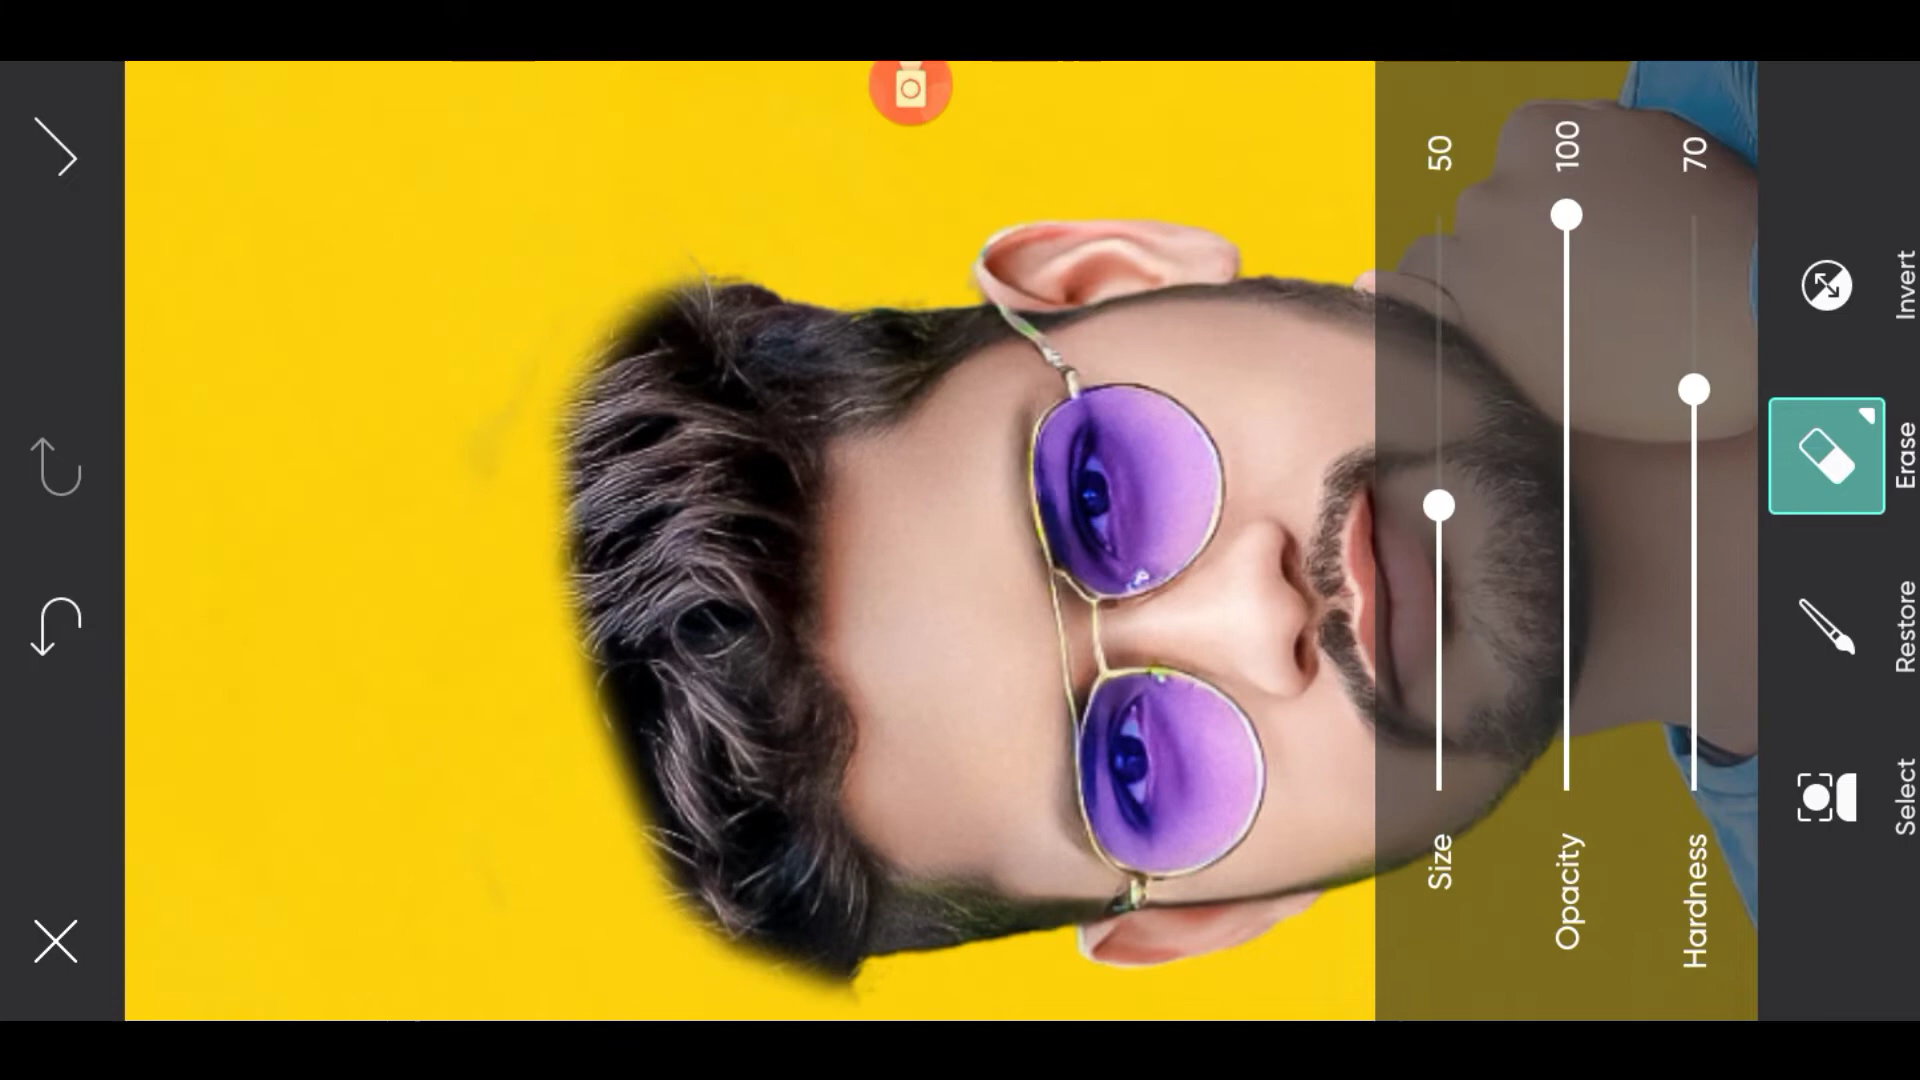 Size 50
Opacity 100
Hardness 70
Select
Restore
Erase
Invert